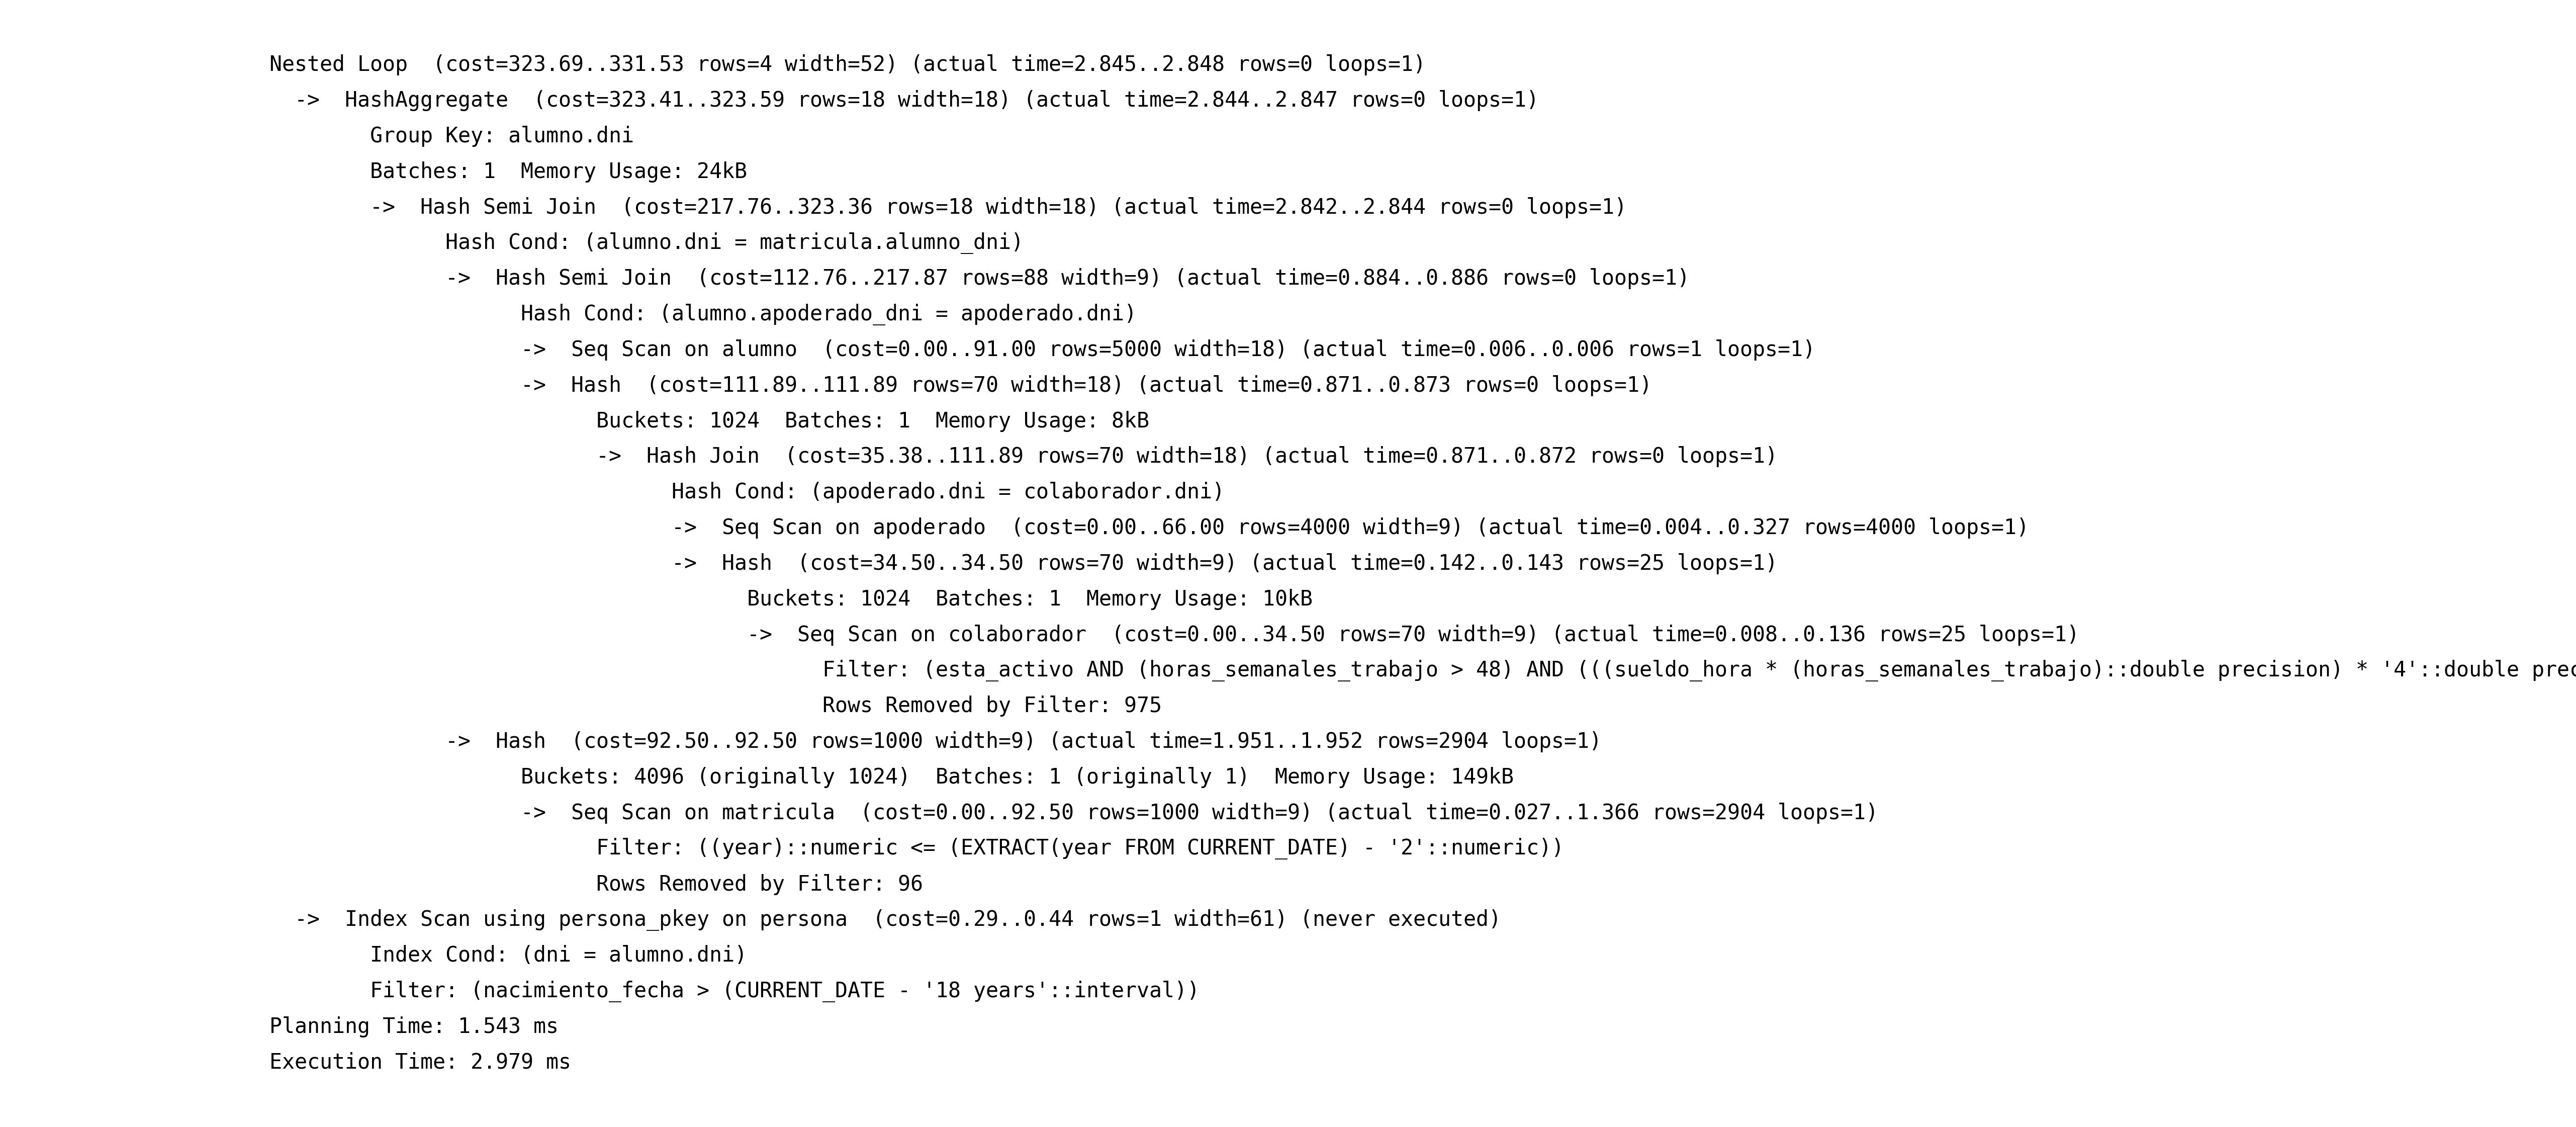 Nested Loop  (cost=323.69..331.53 rows=4 width=52) (actual time=2.845..2.848 rows=0 loops=1)
  ->  HashAggregate  (cost=323.41..323.59 rows=18 width=18) (actual time=2.844..2.847 rows=0 loops=1)
        Group Key: alumno.dni
        Batches: 1  Memory Usage: 24kB
        ->  Hash Semi Join  (cost=217.76..323.36 rows=18 width=18) (actual time=2.842..2.844 rows=0 loops=1)
              Hash Cond: (alumno.dni = matricula.alumno_dni)
              ->  Hash Semi Join  (cost=112.76..217.87 rows=88 width=9) (actual time=0.884..0.886 rows=0 loops=1)
                    Hash Cond: (alumno.apoderado_dni = apoderado.dni)
                    ->  Seq Scan on alumno  (cost=0.00..91.00 rows=5000 width=18) (actual time=0.006..0.006 rows=1 loops=1)
                    ->  Hash  (cost=111.89..111.89 rows=70 width=18) (actual time=0.871..0.873 rows=0 loops=1)
                          Buckets: 1024  Batches: 1  Memory Usage: 8kB
                          ->  Hash Join  (cost=35.38..111.89 rows=70 width=18) (actual time=0.871..0.872 rows=0 loops=1)
                                Hash Cond: (apoderado.dni = colaborador.dni)
                                ->  Seq Scan on apoderado  (cost=0.00..66.00 rows=4000 width=9) (actual time=0.004..0.327 rows=4000 loops=1)
                                ->  Hash  (cost=34.50..34.50 rows=70 width=9) (actual time=0.142..0.143 rows=25 loops=1)
                                      Buckets: 1024  Batches: 1  Memory Usage: 10kB
                                      ->  Seq Scan on colaborador  (cost=0.00..34.50 rows=70 width=9) (actual time=0.008..0.136 rows=25 loops=1)
                                            Filter: (esta_activo AND (horas_semanales_trabajo > 48) AND (((sueldo_hora * (horas_semanales_trabajo)::double precision) * '4'::double
                                            Rows Removed by Filter: 975
              ->  Hash  (cost=92.50..92.50 rows=1000 width=9) (actual time=1.951..1.952 rows=2904 loops=1)
                    Buckets: 4096 (originally 1024)  Batches: 1 (originally 1)  Memory Usage: 149kB
                    ->  Seq Scan on matricula  (cost=0.00..92.50 rows=1000 width=9) (actual time=0.027..1.366 rows=2904 loops=1)
                          Filter: ((year)::numeric <= (EXTRACT(year FROM CURRENT_DATE) - '2'::numeric))
                          Rows Removed by Filter: 96
  ->  Index Scan using persona_pkey on persona  (cost=0.29..0.44 rows=1 width=61) (never executed)
        Index Cond: (dni = alumno.dni)
        Filter: (nacimiento_fecha > (CURRENT_DATE - '18 years'::interval))
Planning Time: 1.543 ms
Execution Time: 2.979 ms